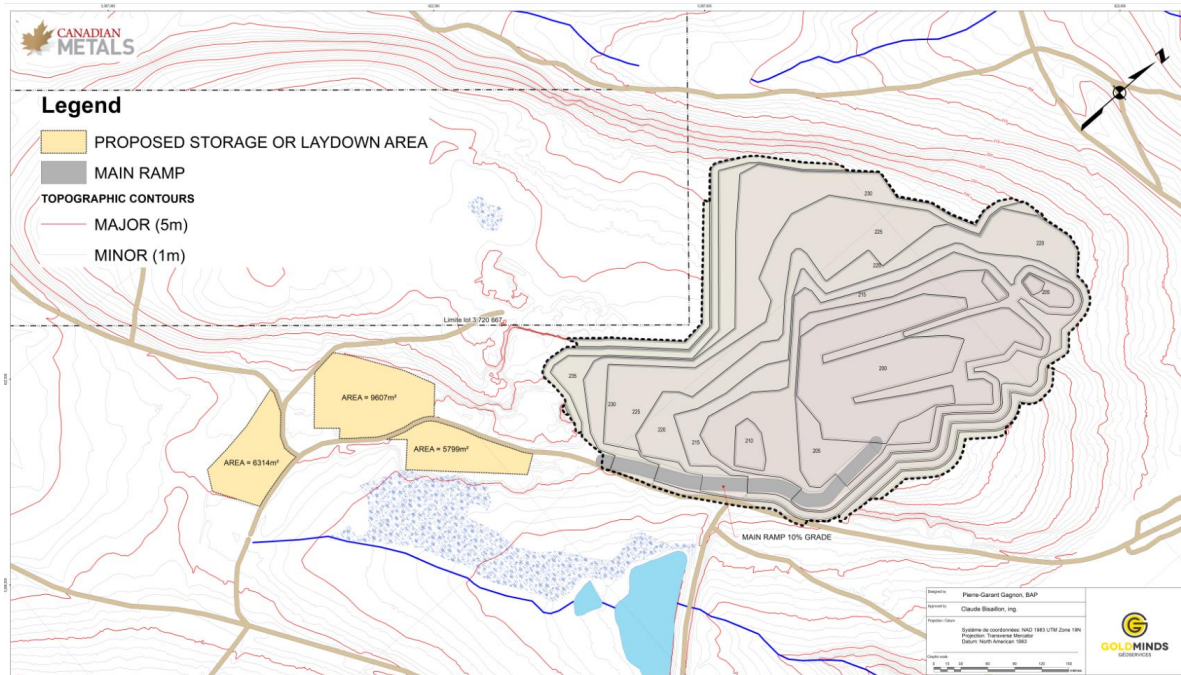 CANADIAN
METALS
N
Legend
PROPOSED STORAGE OR LAYDOWN AREA
MAIN RAMP
TOPOGRAPHIC CONTOURS
MAJOR (5m)
MINOR (1m)
Limite lot 3 720 667
230
225
220
220
215
205
200
235
230
225
220
215
210
205
AREA = 9607m²
AREA = 5799m²
AREA = 6314m²
MAIN RAMP 10% GRADE
Pierre-Garant Gagnon, BAP
Claude Bisaillon, ing.
Système de coordonnées: NAD 1983 UTM Zone 19N
Projection: Transverse Mercator
Datum: North American 1983
GOLDMINDS
GÉOSERVICES